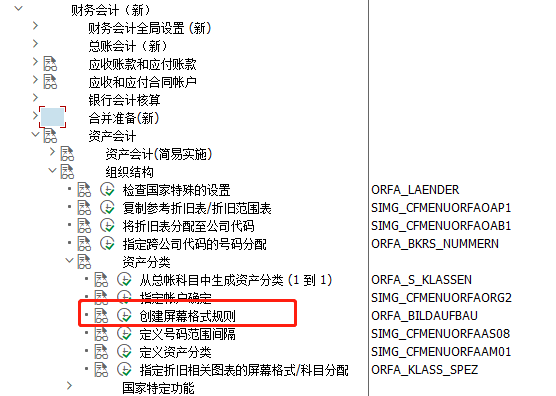 财务会计（新）
财务会计全局设置 (新)
总账会计（新）
应收账款和应付账款
应收和应付合同帐户
银行会计核算
合并准备(新)
资产会计
资产会计(简易实施)
组织结构
检查国家特殊的设置 ORFA_LAENDER
复制参考折旧表/折旧范围表 SIMG_CFMENUORFAOAP1
将折旧表分配至公司代码 SIMG_CFMENUORFAOAB1
指定跨公司代码的号码分配 ORFA_BKRS_NUMMERN
资产分类
从总帐科目中生成资产分类 (1 到 1) ORFA_S_KLASSEN
指定帐户确定 SIMG_CFMENUORFAORG2
创建屏幕格式规则 ORFA_BILDAUFBAU
定义号码范围间隔 SIMG_CFMENUORFAAS08
定义资产分类 SIMG_CFMENUORFAAM01
指定折旧相关图表的屏幕格式/科目分配 ORFA_KLASS_SPEZ
国家特定功能